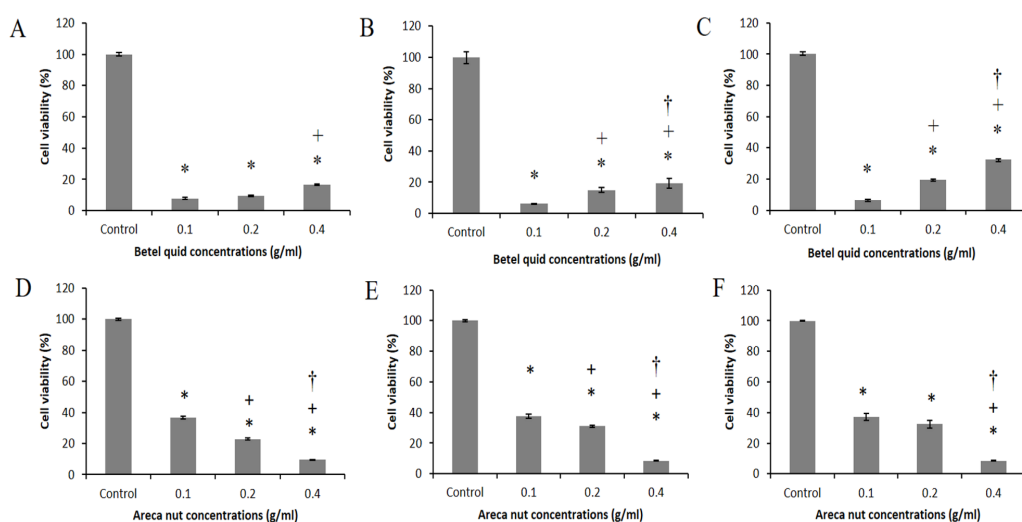 A
Cell viability (%)
120
100
80
60
40
20
0
+
* * *
Control 0.1 0.2 0.4
Betel quid concentrations (g/ml)
B
Cell viability (%)
120
100
80
60
40
20
0
†
+ +
* * *
Control 0.1 0.2 0.4
Betel quid concentrations (g/ml)
C
Cell viability (%)
120
100
80
60
40
20
0
†
+ +
* * *
Control 0.1 0.2 0.4
Betel quid concentrations (g/ml)
D
Cell viability (%)
120
100
80
60
40
20
0
†
+ +
* * *
Control 0.1 0.2 0.4
Areca nut concentrations (g/ml)
E
Cell viability (%)
120
100
80
60
40
20
0
†
+ +
* * *
Control 0.1 0.2 0.4
Areca nut concentrations (g/ml)
F
Cell viability (%)
120
100
80
60
40
20
0
†
+
* * *
Control 0.1 0.2 0.4
Areca nut concentrations (g/ml)